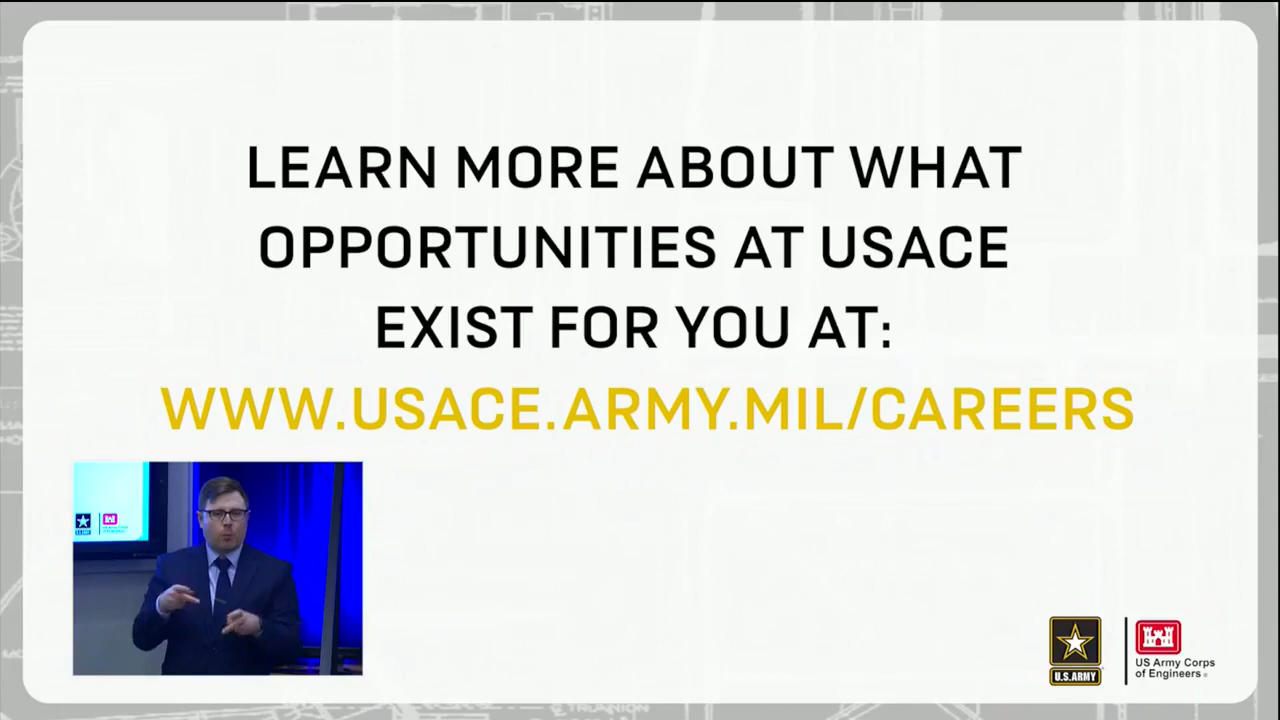 LEARN MORE ABOUT WHAT
OPPORTUNITIES AT USACE
EXIST FOR YOU AT:
WWW.USACE.ARMY.MIL/CAREERS
U.S.ARMY
US Army Corps
of Engineers
TRUNNION